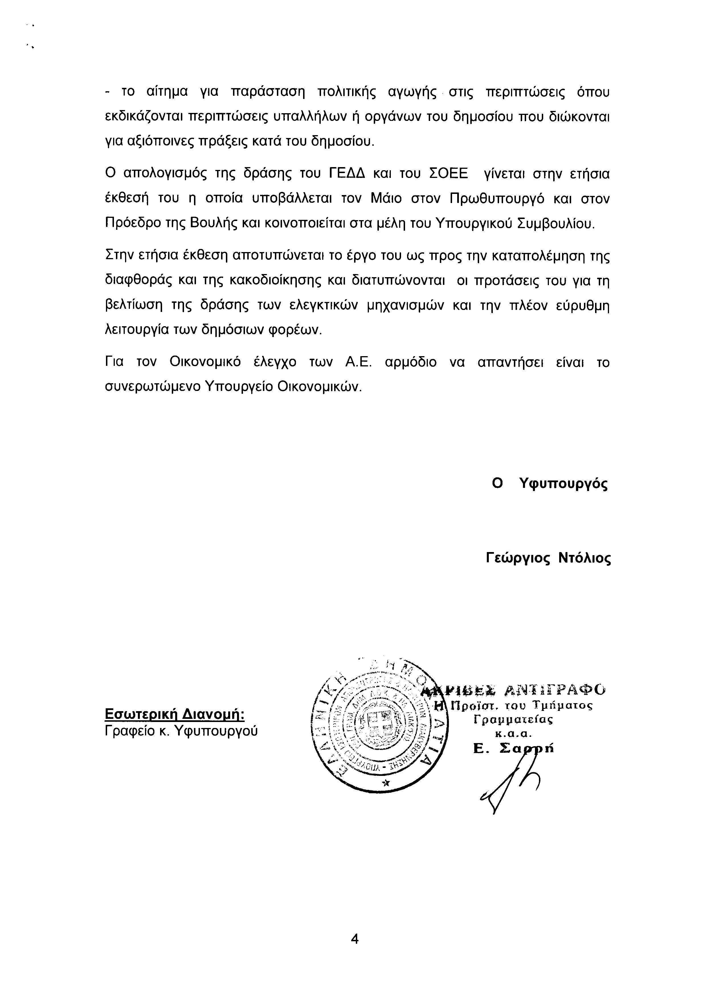 - το αίτημα για παράσταση πολιτικής αγωγής στις περιπτώσεις όπου
εκδικάζονται περιπτώσεις υπαλλήλων ή οργάνων του δημοσίου που διώκονται
για αξιόποινες πράξεις κατά του δημοσίου.
Ο απολογισμός της δράσης του ΓΕΔΔ και του ΣΟΕΕ γίνεται στην ετήσια
έκθεσή του η οποία υποβάλλεται τον Μάιο στον Πρωθυπουργό και στον
Πρόεδρο της Βουλής και κοινοποιείται στα μέλη του Υπουργικού Συμβουλίου.
Στην ετήσια έκθεση αποτυπώνεται το έργο του ως προς την καταπολέμηση της
διαφθοράς και της κακοδιοίκησης και διατυπώνονται οι προτάσεις του για τη
βελτίωση της δράσης των ελεγκτικών μηχανισμών και την πλέον εύρυθμη
λειτουργία των δημόσιων φορέων.
Για τον Οικονομικό έλεγχο των Α.Ε. αρμόδιο να απαντήσει είναι το
συνερωτώμενο Υπουργείο Οικονομικών.
Ο Υφυπουργός
Γεώργιος Ντόλιος
ΕΛΛΗΝΙΚΗ ΔΗΜΟΚΡΑΤΙΑ
ΑΚΡΙΒΕΣ ΑΝΤΙΓΡΑΦΟ
Η Προϊστ. του Τμήματος
Γραμματείας
κ.α.α.
Ε. Σαρρή
Εσωτερική Διανομή:
Γραφείο κ. Υφυπουργού
4